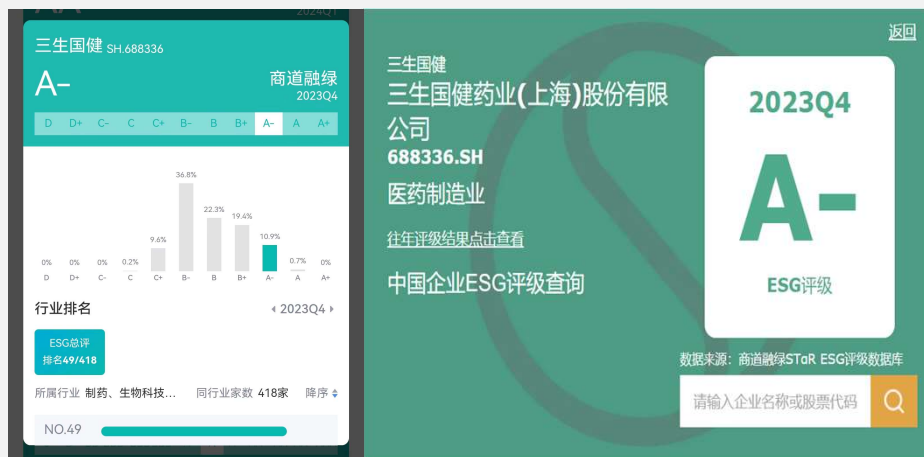 2024Q1
三生国健 SH.688336
A-
商道融绿
2023Q4
D D+ C- C C+ B- B B+ A- A A+
36.8%
22.3%
19.4%
10.9%
9.6%
0% 0% 0% 0.2% 0.7% 0%
D D+ C- C C+ B- B B+ A- A A+
行业排名
2023Q4
ESG总评
排名49/418
所属行业 制药、生物科技... 同行业家数 418家 降序
NO.49
返回
三生国健
三生国健药业(上海)股份有限
公司
688336.SH
医药制造业
往年评级结果点击查看
中国企业ESG评级查询
2023Q4
A-
ESG评级
数据来源：商道融绿STaR ESG评级数据库
请输入企业名称或股票代码